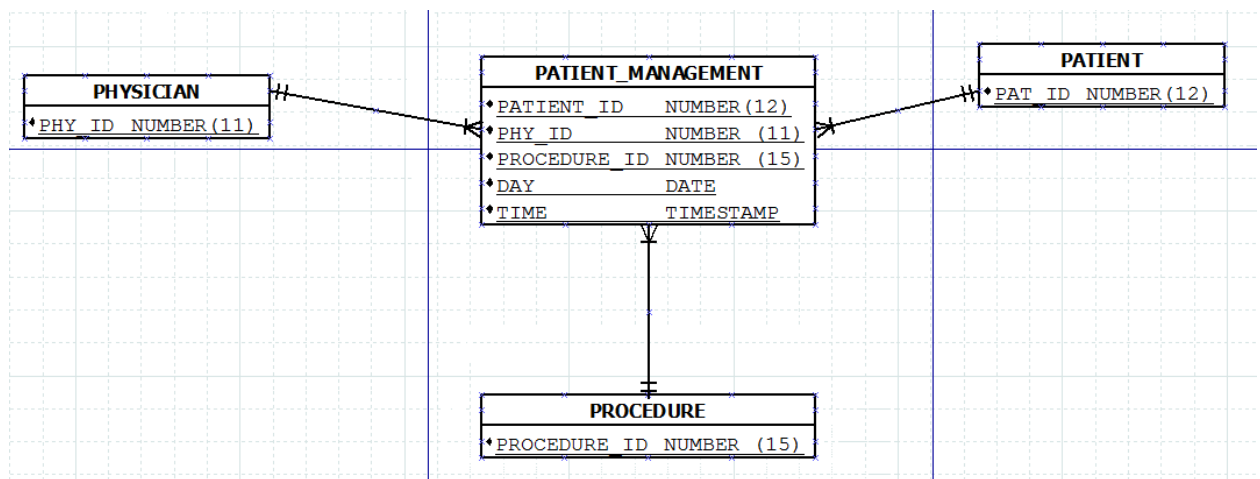 PHYSICIAN
PHY_ID NUMBER(11)
PATIENT_MANAGEMENT
PATIENT_ID NUMBER(12)
PHY_ID NUMBER (11)
PROCEDURE_ID NUMBER (15)
DAY DATE
TIME TIMESTAMP
PATIENT
PAT_ID NUMBER(12)
PROCEDURE
PROCEDURE_ID NUMBER (15)